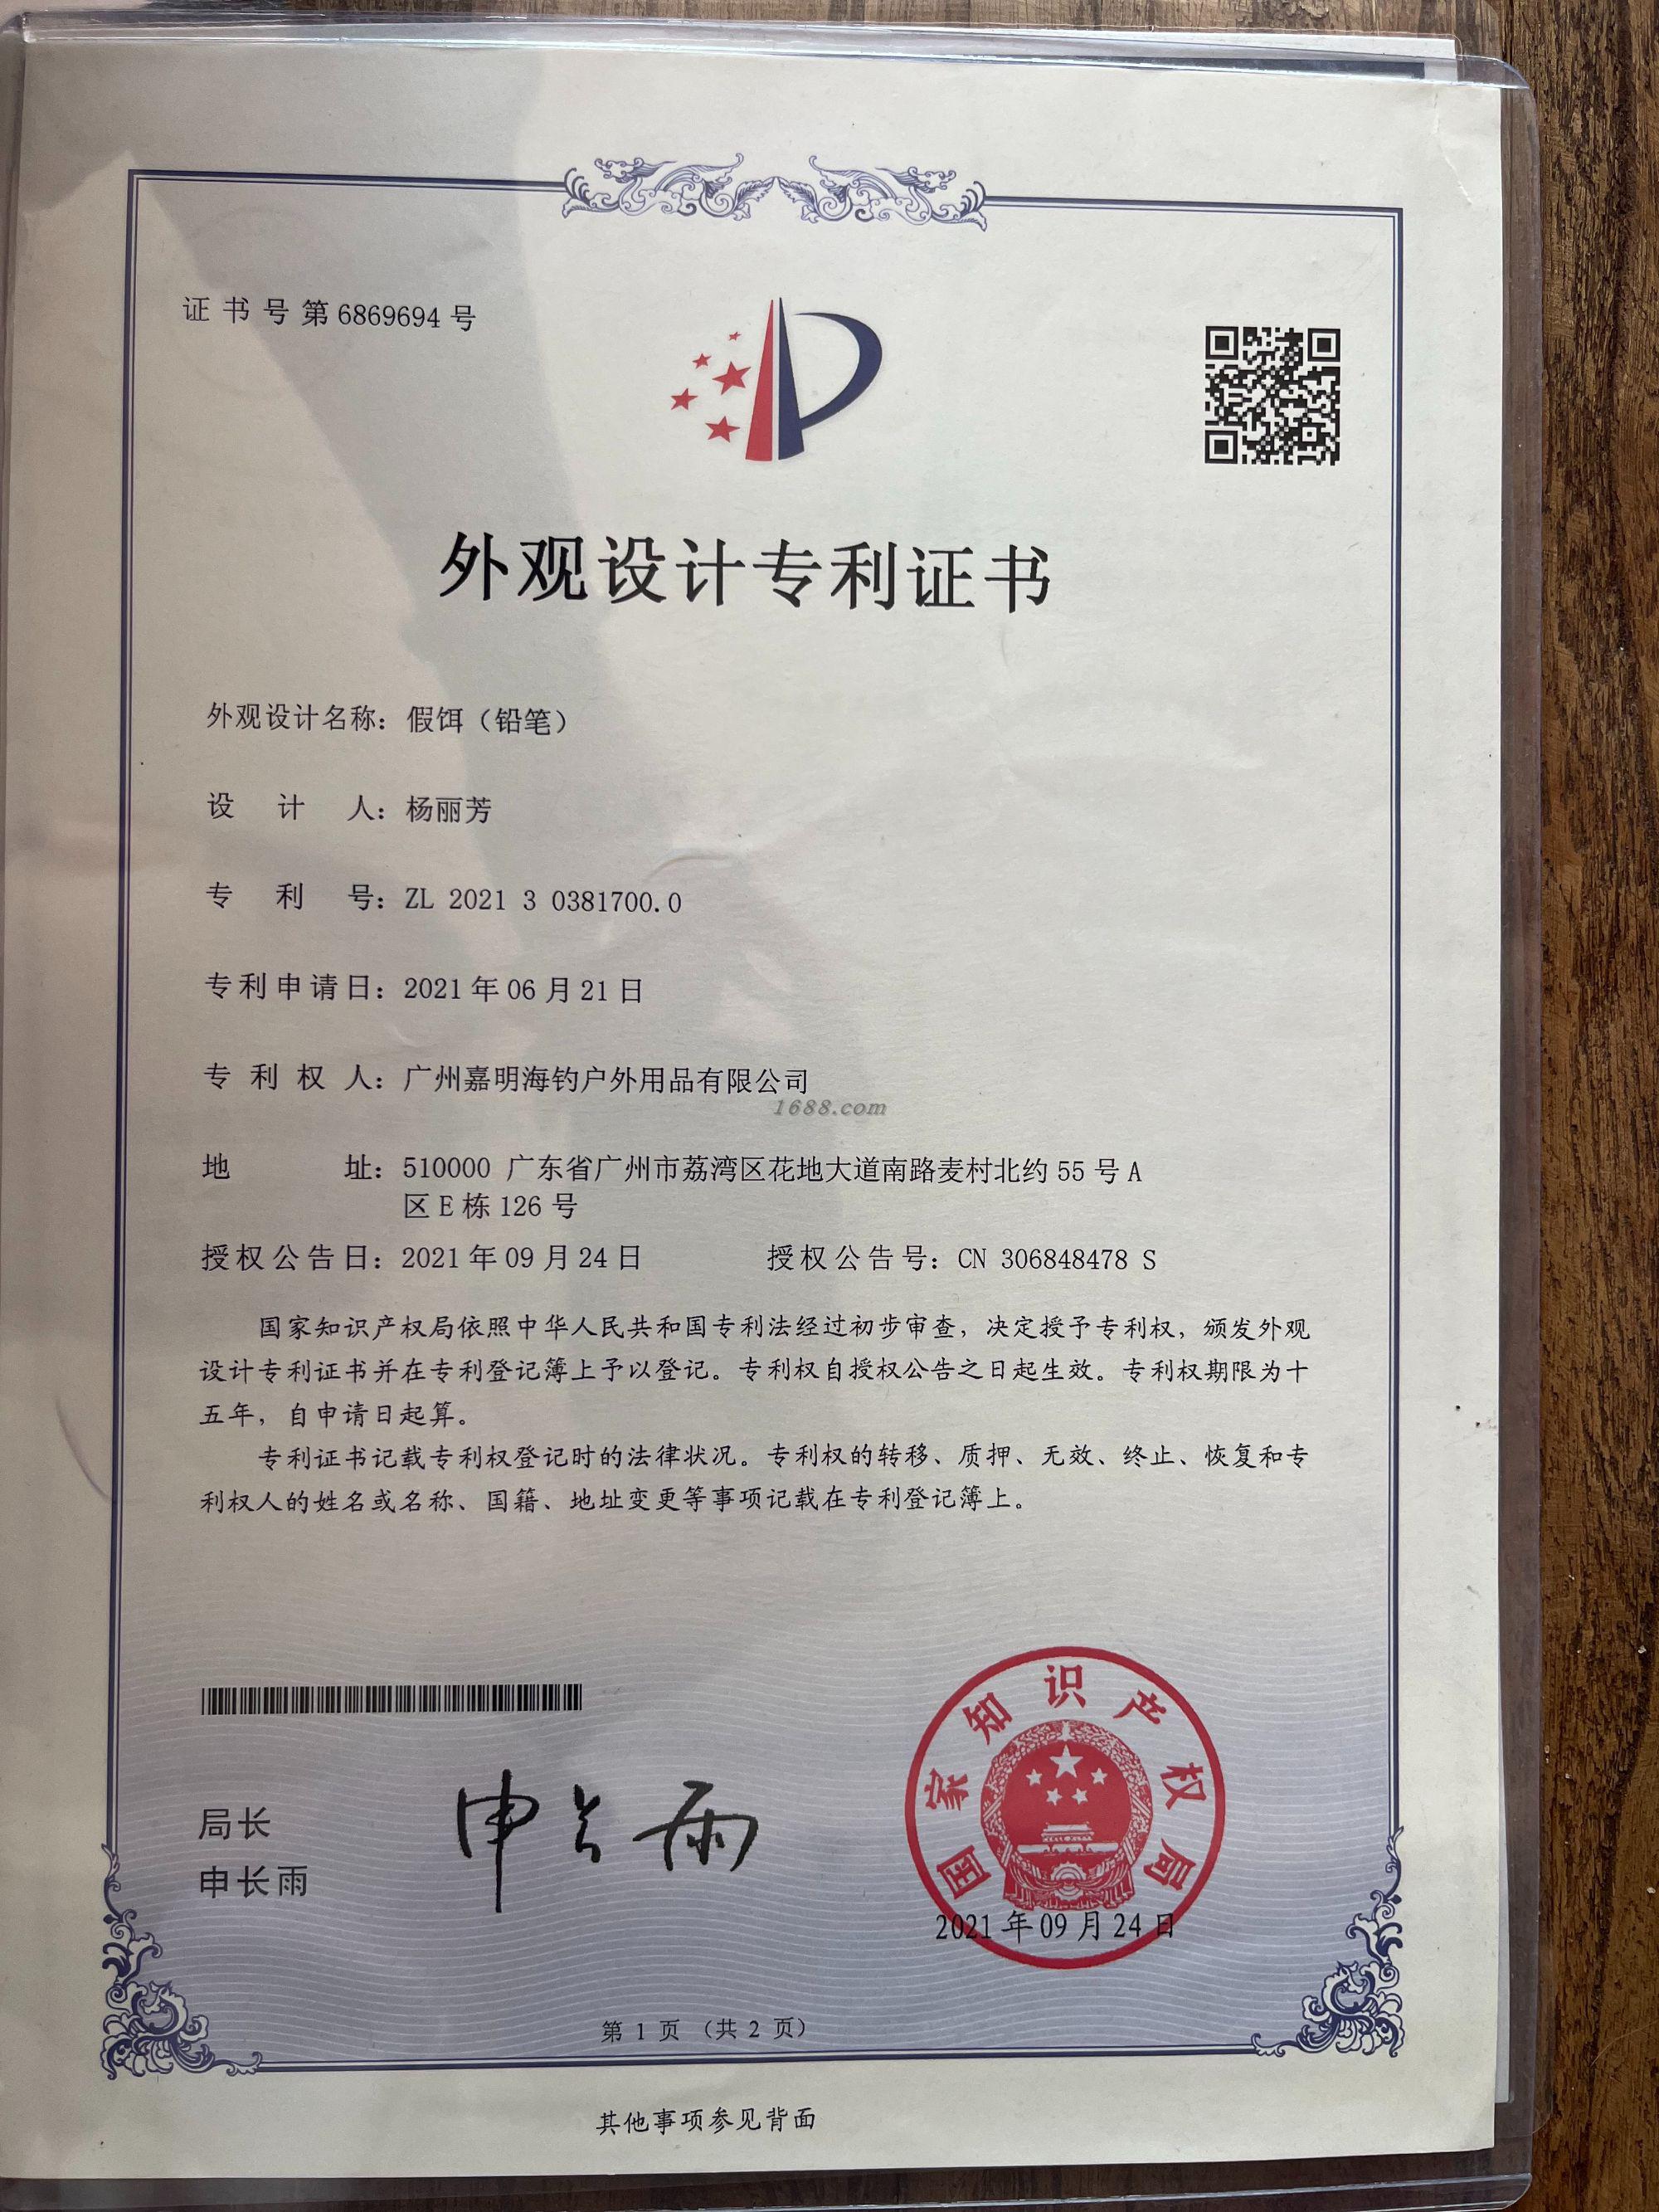 证书号第6869694号
外观设计专利证书
外观设计名称：假饵（铅笔）
设计人：杨丽芳
专利号：ZL 2021 3 0381700.0
专利申请日：2021年06月21日
专利权人：广州嘉明海钓户外用品有限公司
1688.com
地址：510000 广东省广州市荔湾区花地大道南路麦村北约55号A
区E栋126号
授权公告日：2021年09月24日 授权公告号：CN 306848478 S
国家知识产权局依照中华人民共和国专利法经过初步审查，决定授予专利权，颁发外观
设计专利证书并在专利登记簿上予以登记。专利权自授权公告之日起生效。专利权期限为十
五年，自申请日起算。
专利证书记载专利权登记时的法律状况。专利权的转移、质押、无效、终止、恢复和专
利权人的姓名或名称、国籍、地址变更等事项记载在专利登记簿上。
局长
申长雨
申长雨
国家知识产权局
2021年09月24日
第 1 页 （共 2 页）
其他事项参见背面